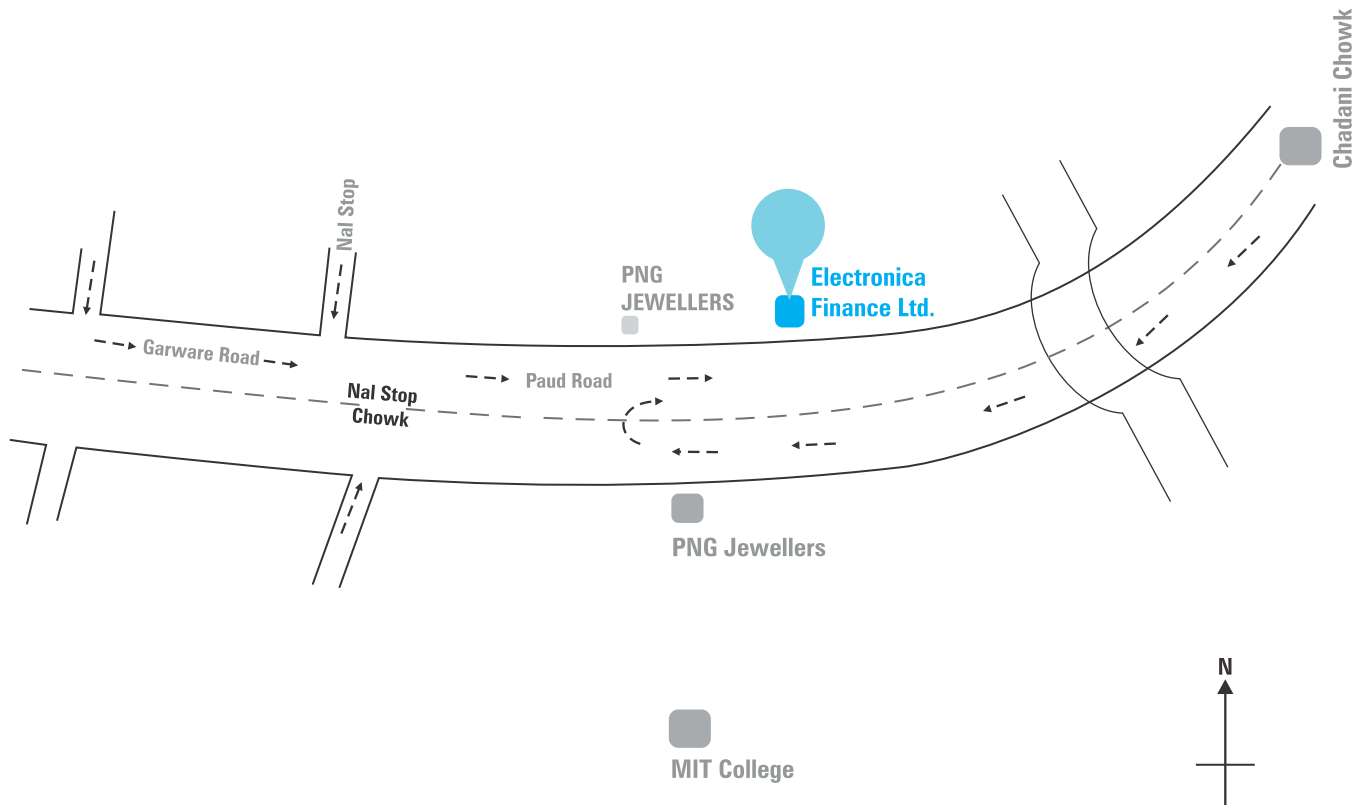 Chadani Chowk
Nal Stop
PNG
JEWELLERS
Electronica
Finance Ltd.
Garware Road
Paud Road
Nal Stop
Chowk
PNG Jewellers
N
MIT College